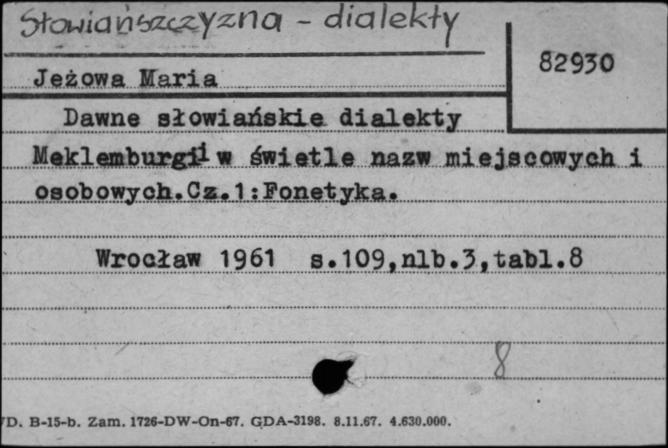 Słowiańszczyzna - dialekty
82930
Jeżowa Maria
Dawne słowiańskie dialekty
Meklemburgii w świetle nazw miejscowych i
osobowych.Cz.1:Fonetyka.
Wrocław 1961 s.109,nlb.3,tabl.8
8
D. B-15-b. Zam. 1726-DW-On-67. GDA-3198. 8.11.67. 4.630.000.